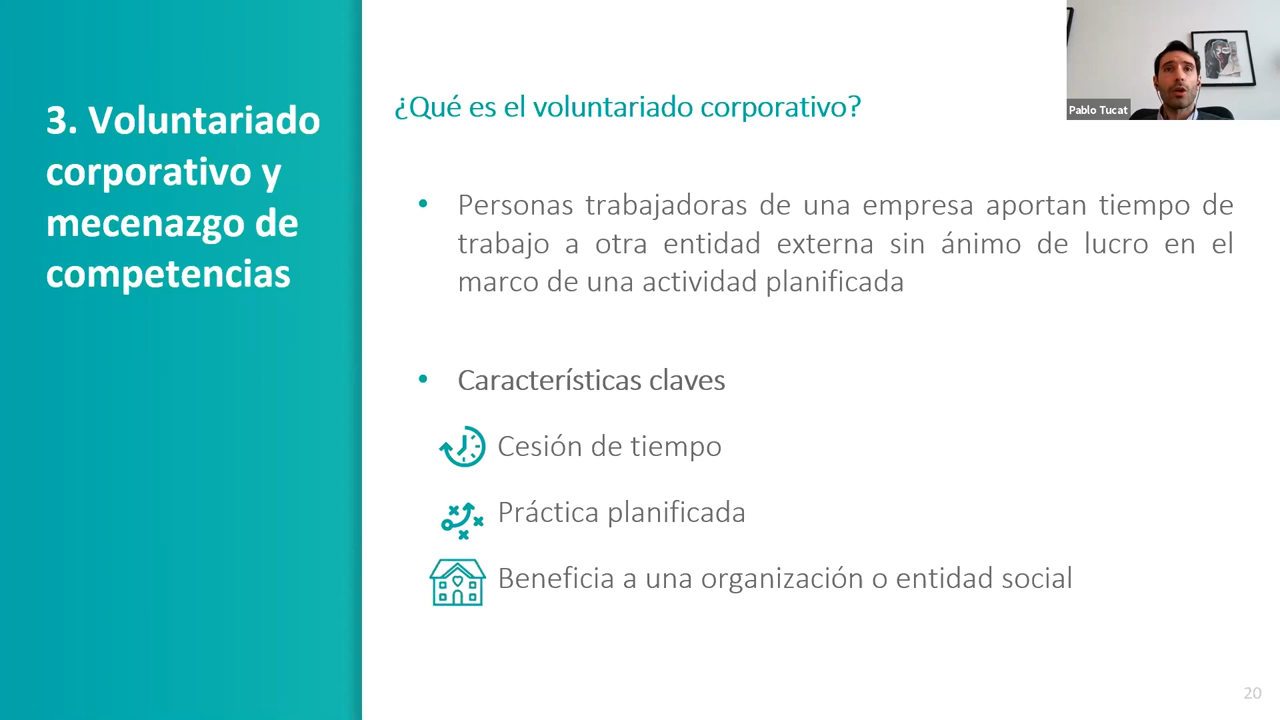 3. Voluntariado
corporativo y
mecenazgo de
competencias
¿Qué es el voluntariado corporativo?
Pablo Tucat
• Personas trabajadoras de una empresa aportan tiempo de
trabajo a otra entidad externa sin ánimo de lucro en el
marco de una actividad planificada
• Características claves
Cesión de tiempo
Práctica planificada
Beneficia a una organización o entidad social
20